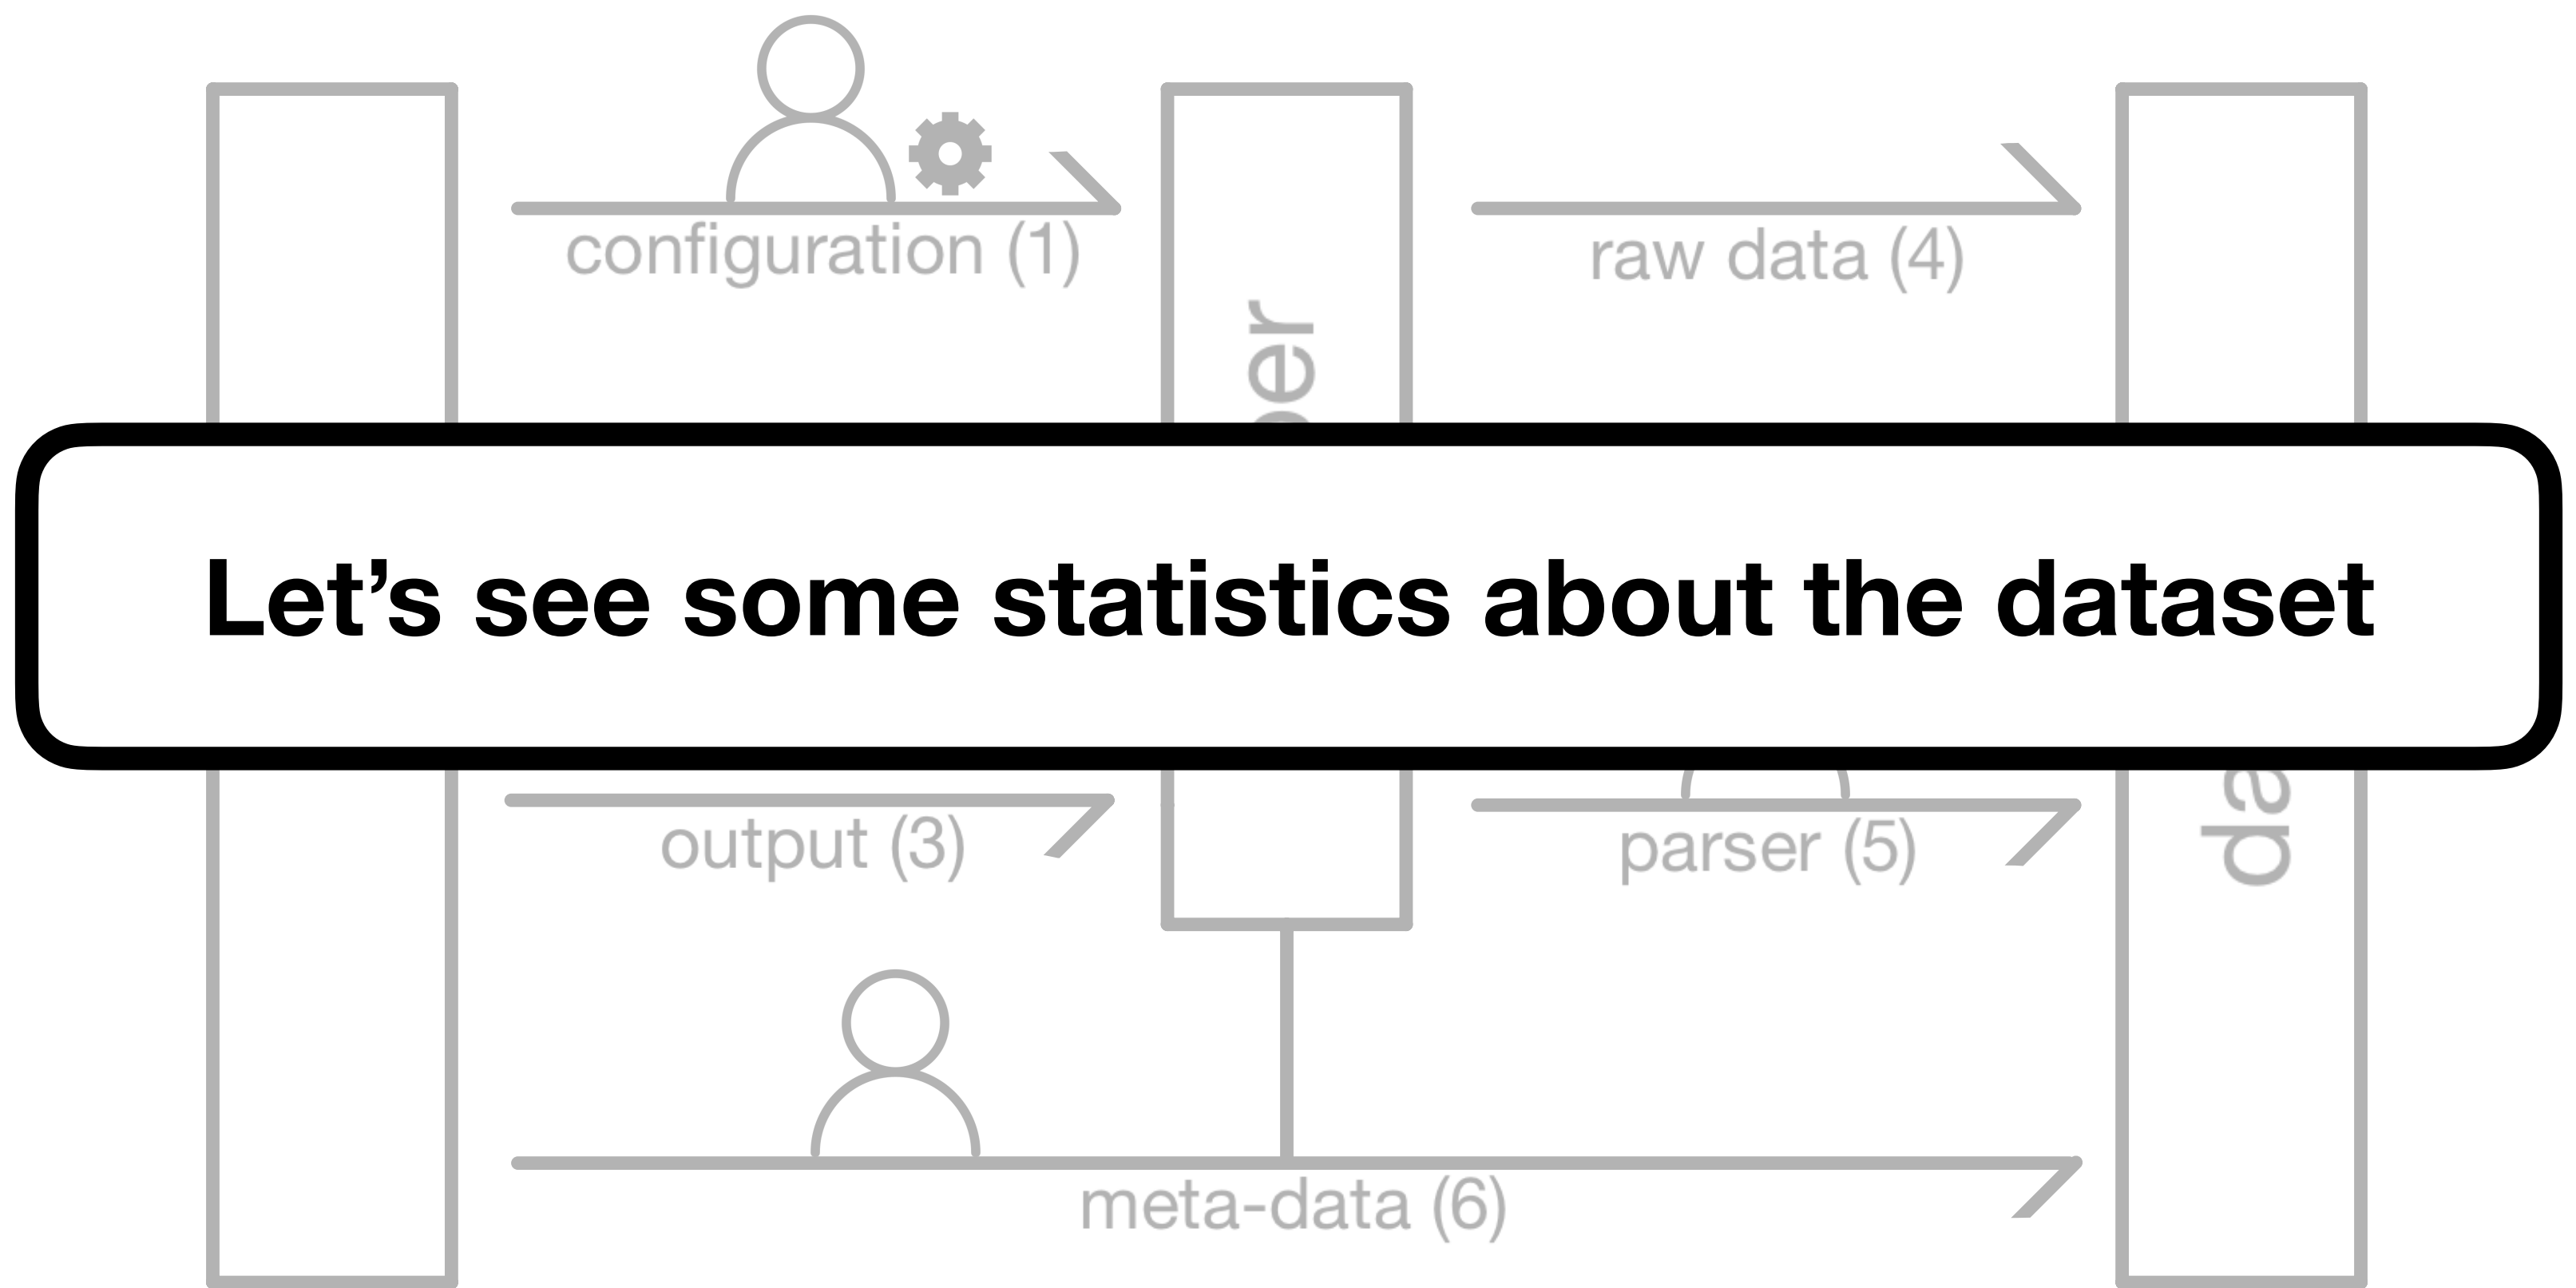 configuration (1)
raw data (4)
Let’s see some statistics about the dataset
output (3)
parser (5)
meta-data (6)